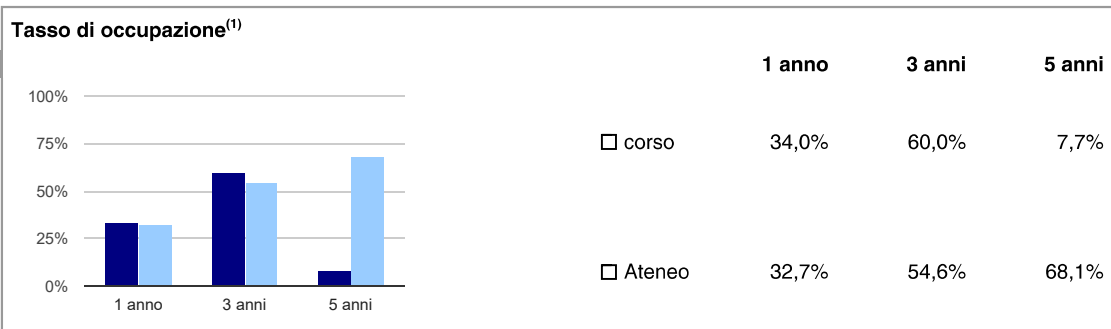 Tasso di occupazione(1)
1 anno 3 anni 5 anni
100%
75%
50%
25%
0%
1 anno 3 anni 5 anni
corso 34,0% 60,0% 7,7%
Ateneo 32,7% 54,6% 68,1%